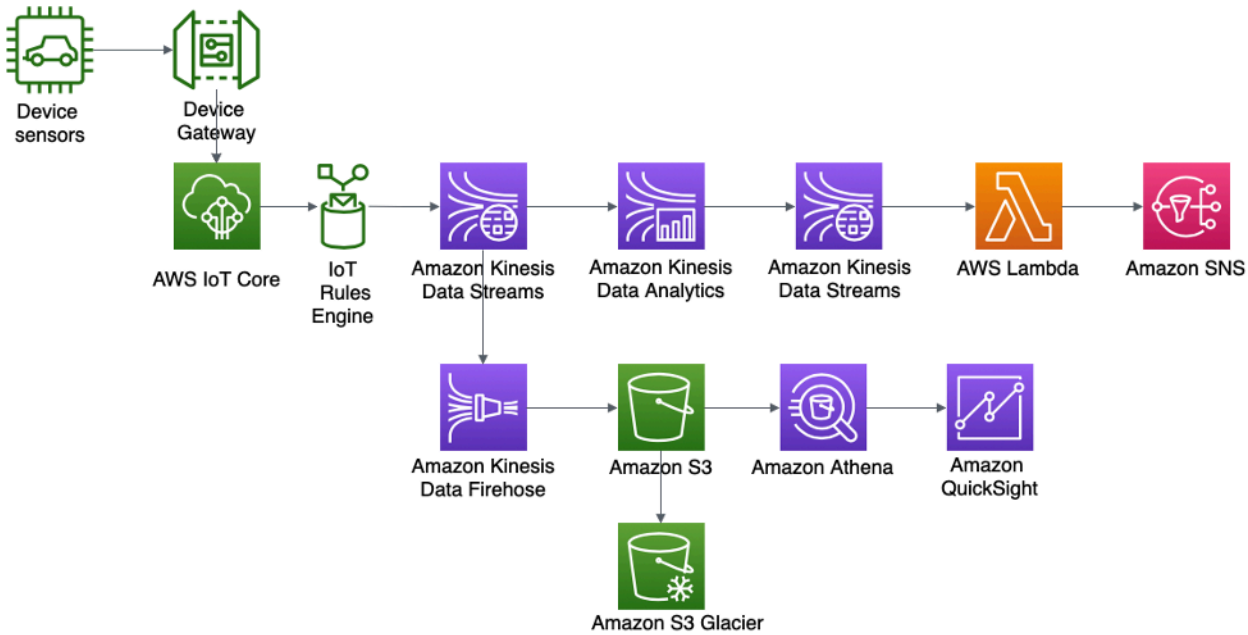 Device
sensors
Device
Gateway
AWS IoT Core
IoT
Rules
Engine
Amazon Kinesis
Data Streams
Amazon Kinesis
Data Analytics
Amazon Kinesis
Data Streams
AWS Lambda
Amazon SNS
Amazon Kinesis
Data Firehose
Amazon S3
Amazon Athena
Amazon
QuickSight
Amazon S3 Glacier